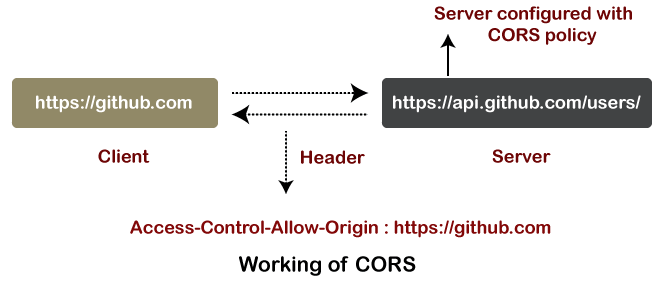 Server configured with
CORS policy
https://github.com
https://api.github.com/users/
Client
Header
Server
Access-Control-Allow-Origin : https://github.com
Working of CORS